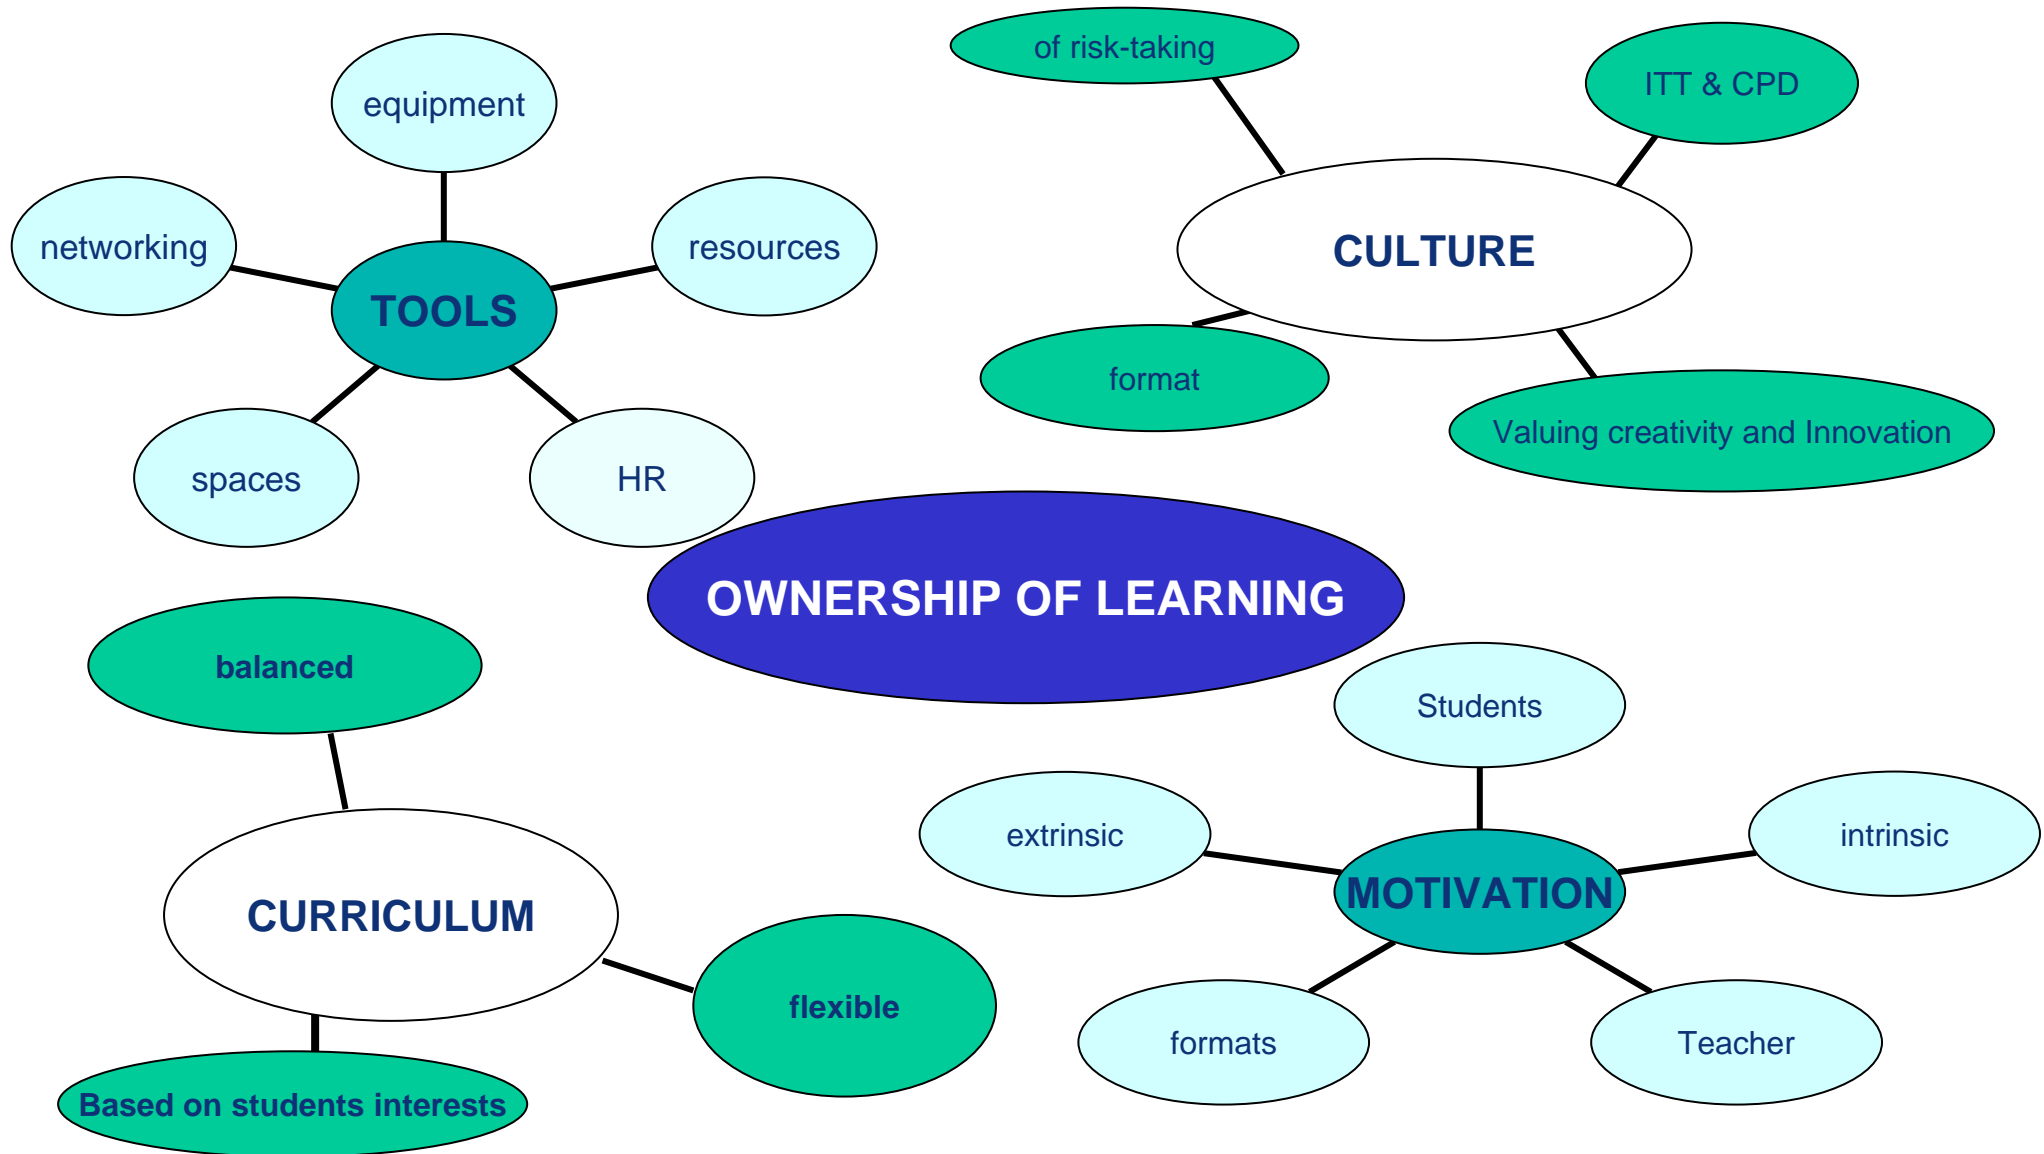 equipment
networking
resources
TOOLS
spaces
HR
of risk-taking
ITT & CPD
CULTURE
format
Valuing creativity and Innovation
OWNERSHIP OF LEARNING
balanced
CURRICULUM
flexible
Based on students interests
Students
extrinsic
intrinsic
MOTIVATION
formats
Teacher